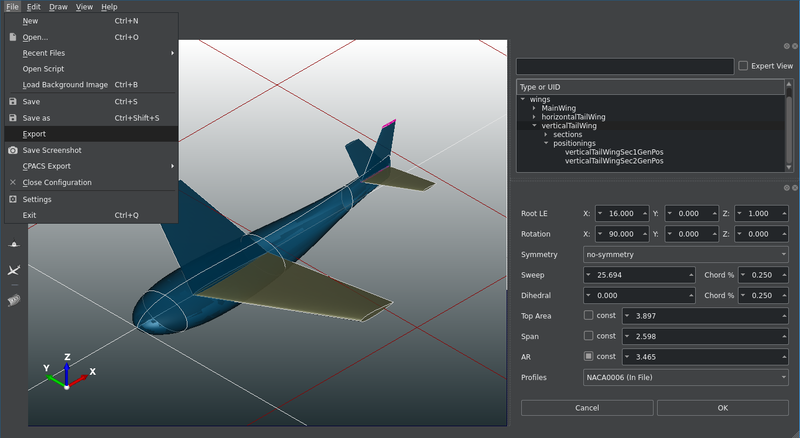 File Edit Draw View Help
New Ctrl+N
Open... Ctrl+O
Recent Files
Open Script
Load Background Image Ctrl+B
Save Ctrl+S
Save as Ctrl+Shift+S
Export
Save Screenshot
CPACS Export
Close Configuration
Settings
Exit Ctrl+Q
Z
Y
X
Expert View
Type or UID
wings
MainWing
horizontalTailWing
verticalTailWing
sections
positionings
verticalTailWingSec1GenPos
verticalTailWingSec2GenPos
Root LE X: 16.000 Y: 0.000 Z: 1.000
Rotation X: 90.000 Y: 0.000 Z: 0.000
Symmetry no-symmetry
Sweep 25.694 Chord % 0.250
Dihedral 0.000 Chord % 0.250
Top Area const 3.897
Span const 2.598
AR const 3.465
Profiles NACA0006 (In File)
Cancel OK